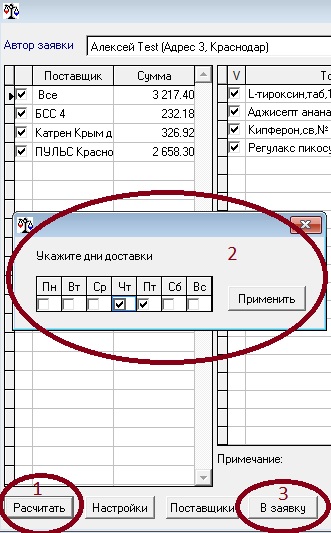 Автор заявки Алексей Test (Адрес 3, Краснодар)
Поставщик Сумма V То
Все 3 217.40 L-тироксин,таб,1
БСС 4 232.18 Аджисепт анана
Катрен Крым д 326.92 Кипферон,св,№
ПУЛЬС Красно 2 658.30 Регулакс пикосу
Укажите дни доставки 2
Пн Вт Ср Чт Пт Сб Вс
Применить
Примечание:
1 3
Расчитать Настройки Поставщики В заявку